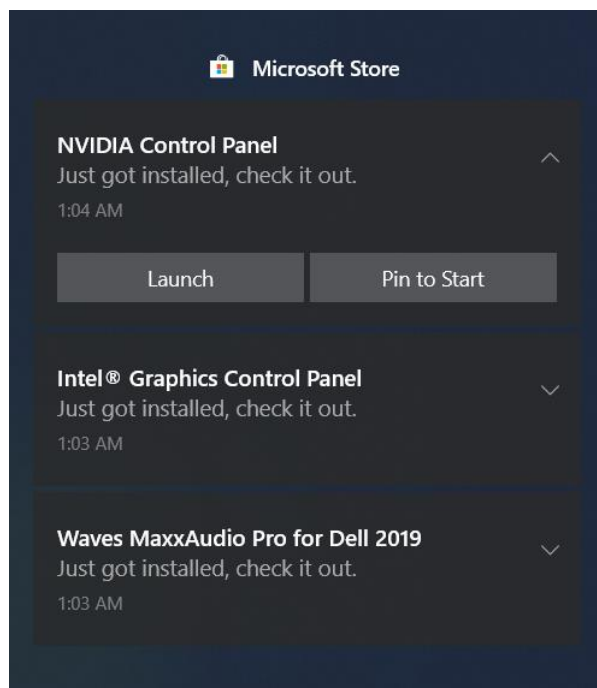 Microsoft Store
NVIDIA Control Panel
Just got installed, check it out.
1:04 AM
Launch
Pin to Start
Intel® Graphics Control Panel
Just got installed, check it out.
1:03 AM
Waves MaxxAudio Pro for Dell 2019
Just got installed, check it out.
1:03 AM